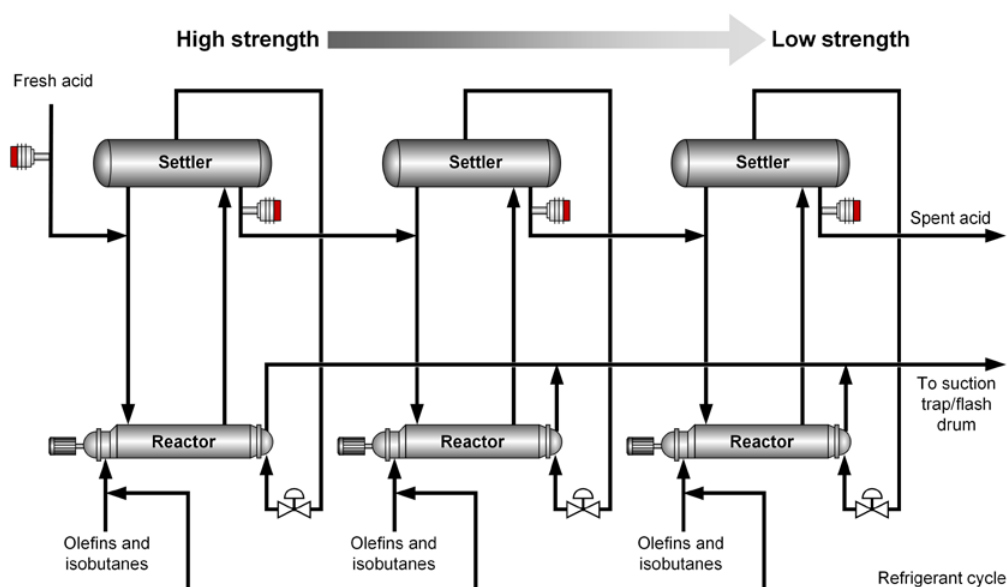 High strength
Low strength
Fresh acid
Settler
Settler
Settler
Spent acid
To suction
trap/flash
drum
Reactor
Reactor
Reactor
Olefins and
isobutanes
Olefins and
isobutanes
Olefins and
isobutanes
Refrigerant cycle